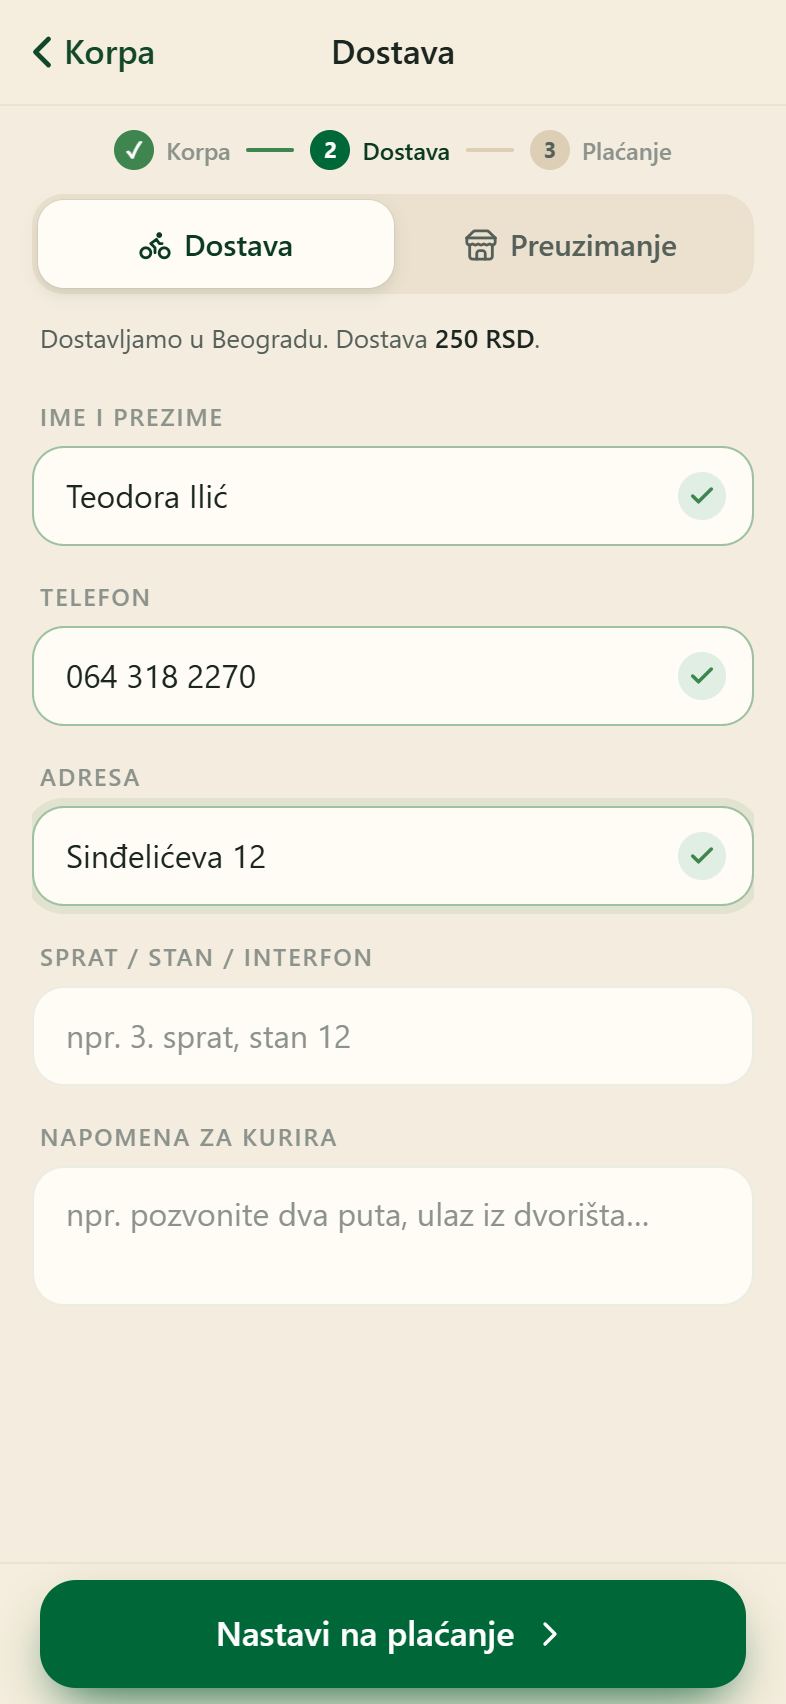 Korpa
Dostava
Korpa
2 Dostava
3 Plaćanje
Dostava
Preuzimanje
Dostavljamo u Beogradu. Dostava 250 RSD.
IME I PREZIME
Teodora Ilić
TELEFON
064 318 2270
ADRESA
Sinđelićeva 12
SPRAT / STAN / INTERFON
npr. 3. sprat, stan 12
NAPOMENA ZA KURIRA
npr. pozvonite dva puta, ulaz iz dvorišta...
Nastavi na plaćanje